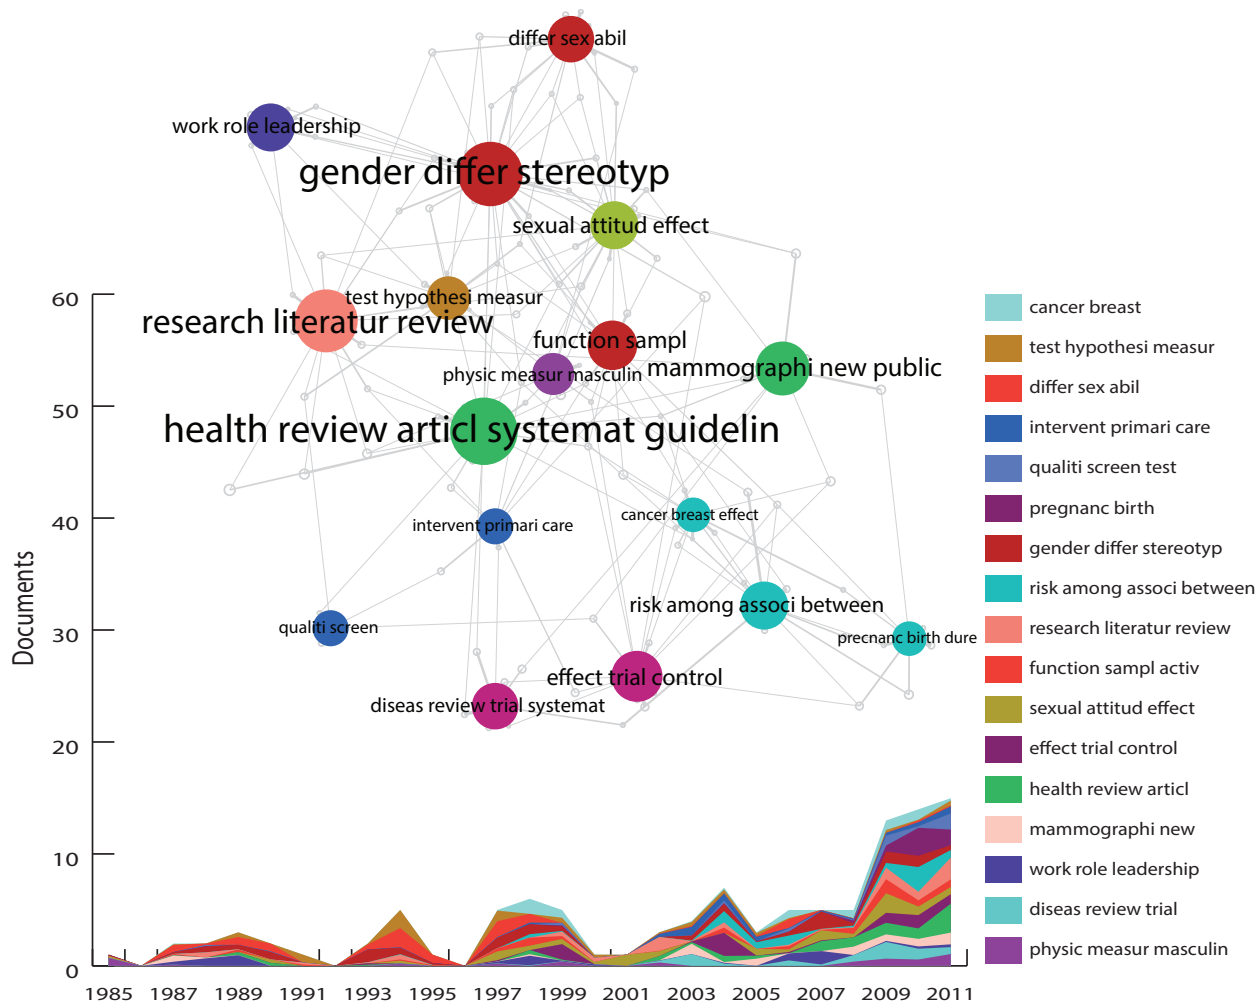 differ sex abil
work role leadership
gender differ stereotyp
sexual attitud effect
test hypothesi measur
research literatur review
function sampl
physic measur masculin
mammographi new public
health review articl systemat guidelin
intervent primari care
cancer breast effect
risk among associ between
qualiti screen
precnanc birth dure
effect trial control
diseas review trial systemat
Documents
60
50
40
30
20
10
0
1985 1987 1989 1991 1993 1995 1997 1999 2001 2003 2005 2007 2009 2011
cancer breast
test hypothesi measur
differ sex abil
intervent primari care
qualiti screen test
pregnanc birth
gender differ stereotyp
risk among associ between
research literatur review
function sampl activ
sexual attitud effect
effect trial control
health review articl
mammographi new
work role leadership
diseas review trial
physic measur masculin